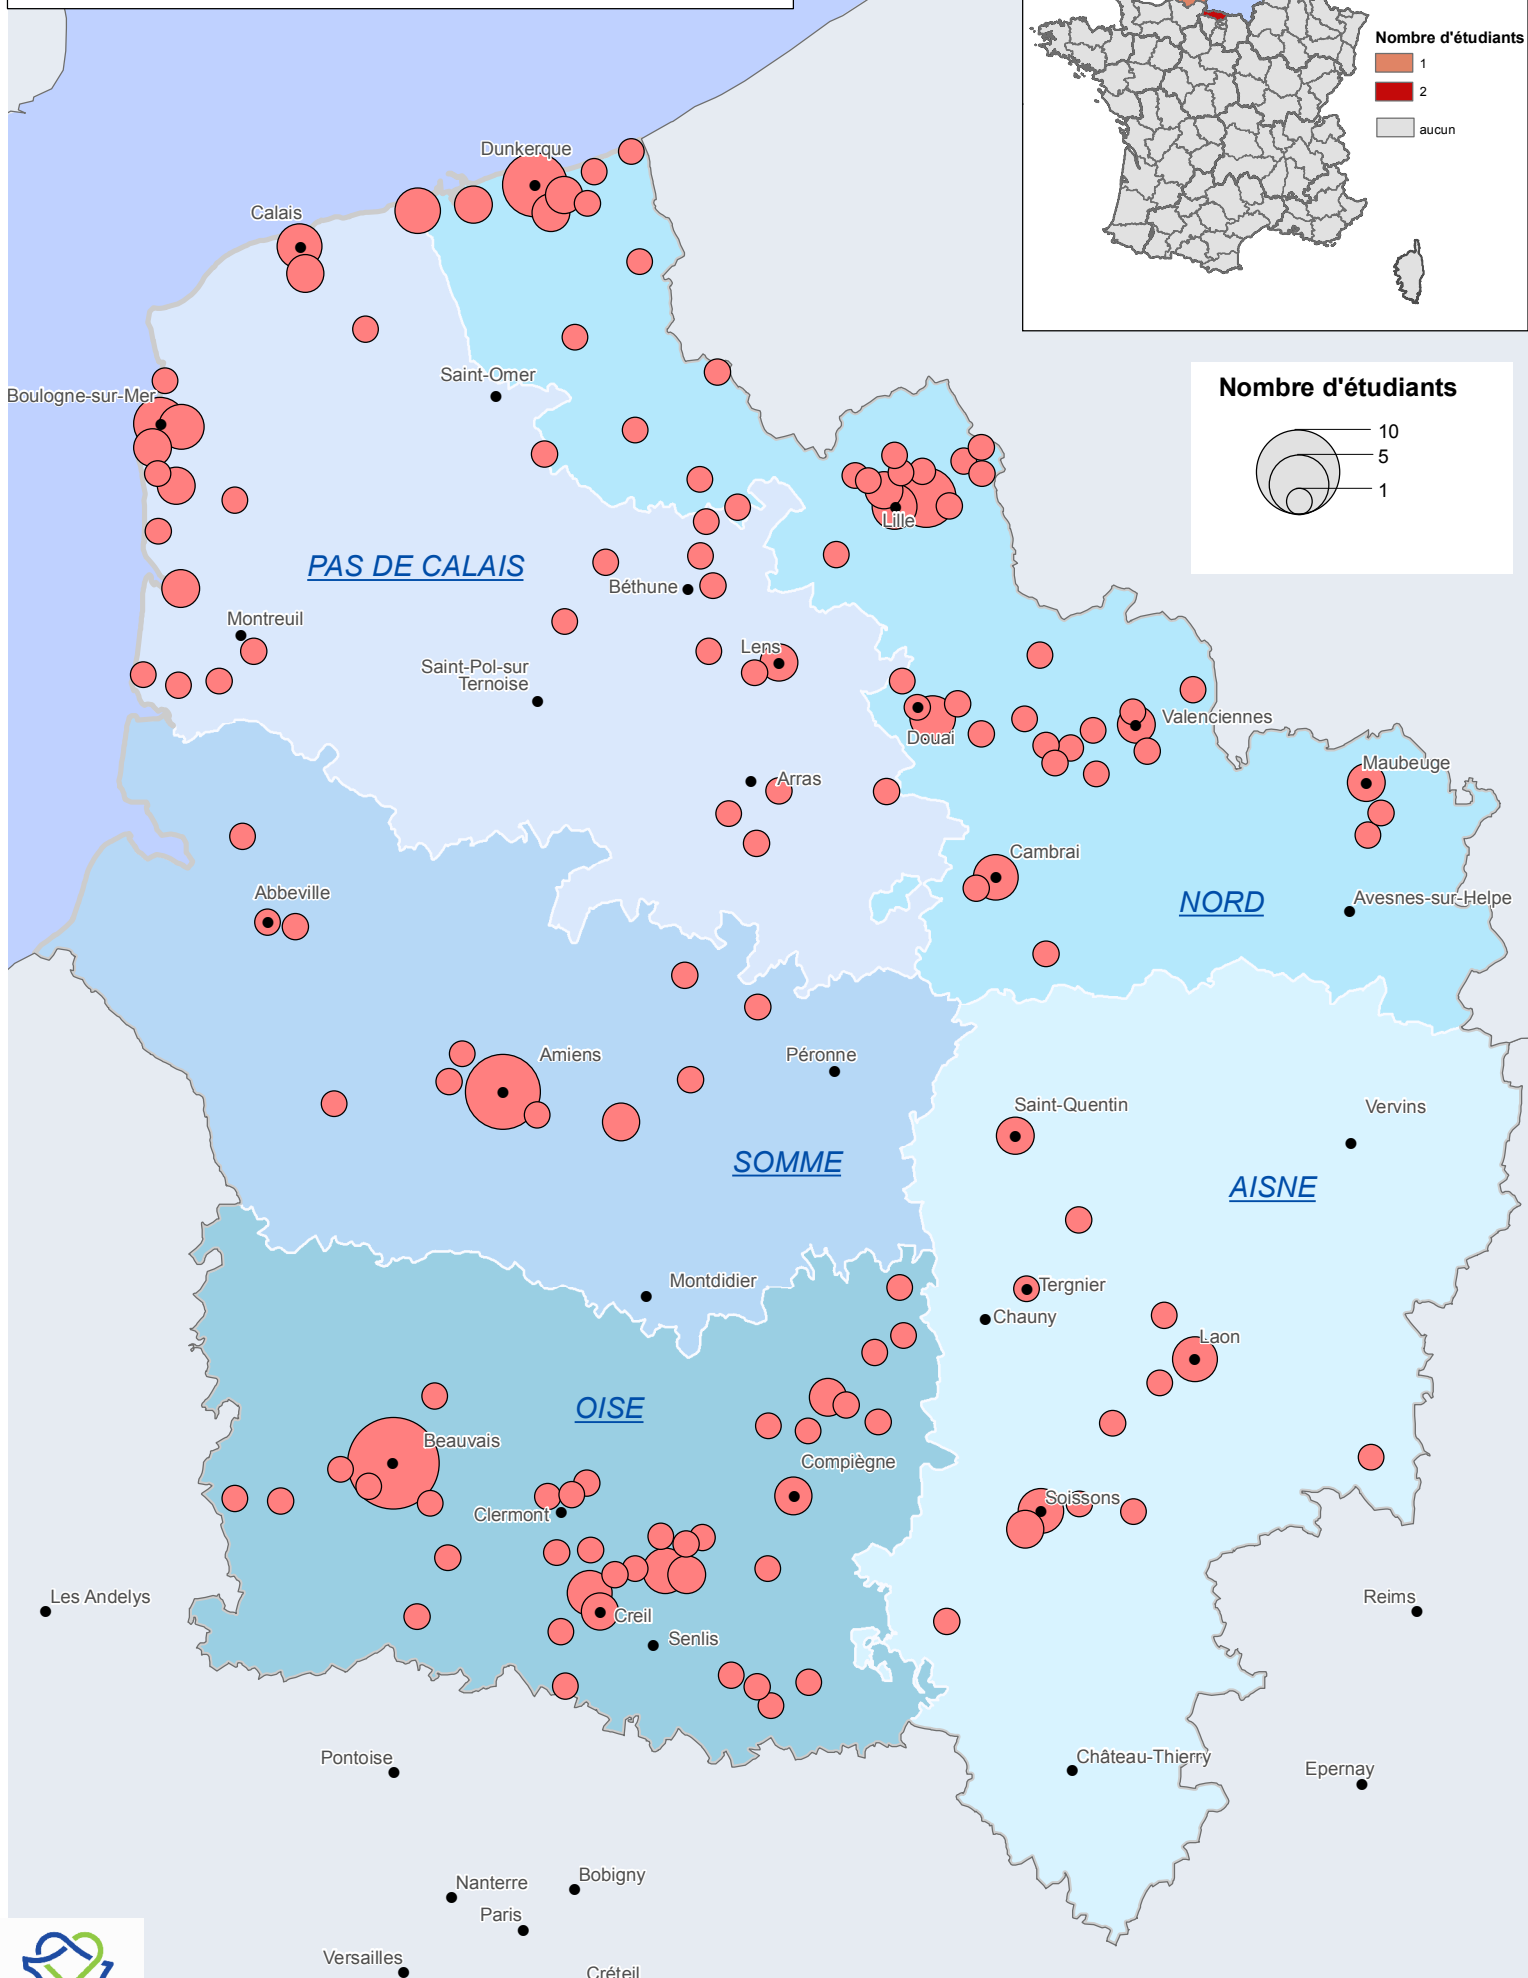 Nombre d'étudiants
1
2
aucun
Dunkerque
Calais
Saint-Omer
Boulogne-sur-Mer
Nombre d'étudiants
10
5
1
Lille
PAS DE CALAIS
Béthune
Montreuil
Lens
Saint-Pol-sur
Ternoise
Valenciennes
Douai
Maubeuge
Arras
Cambrai
Abbeville
NORD
Avesnes-sur-Helpe
Amiens
Péronne
Saint-Quentin
Vervins
SOMME
AISNE
Montdidier
Tergnier
Chauny
Laon
OISE
Beauvais
Compiègne
Soissons
Clermont
Les Andelys
Reims
Creil
Senlis
Pontoise
Château-Thierry
Epernay
Nanterre
Bobigny
Paris
Versailles
Créteil